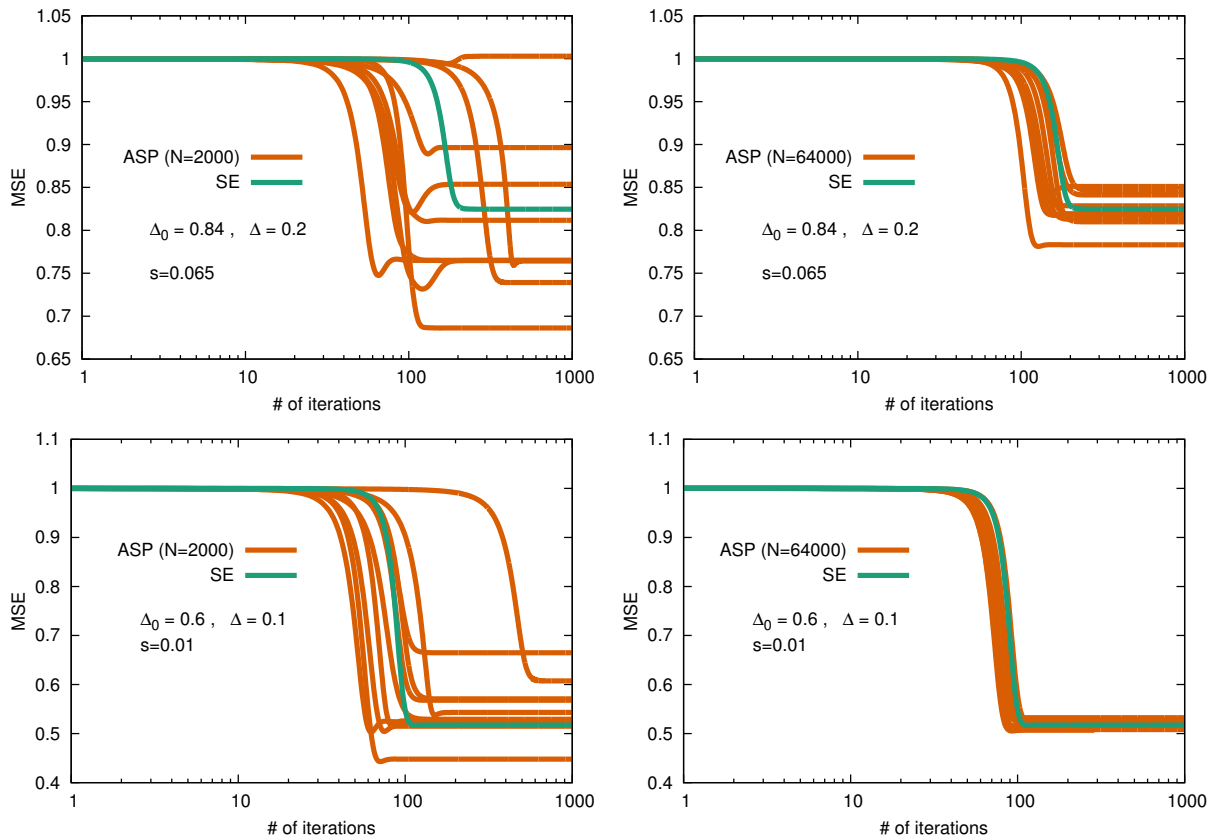 1.05
1
0.95
0.9
0.85
0.8
0.75
0.7
0.65
MSE
ASP (N=2000)
SE
Δ0 = 0.84 , Δ = 0.2
s=0.065
1 10 100 1000
# of iterations
1.05
1
0.95
0.9
0.85
0.8
0.75
0.7
0.65
MSE
ASP (N=64000)
SE
Δ0 = 0.84 , Δ = 0.2
s=0.065
1 10 100 1000
# of iterations
1.1
1
0.9
0.8
0.7
0.6
0.5
0.4
MSE
ASP (N=2000)
SE
Δ0 = 0.6 , Δ = 0.1
s=0.01
1 10 100 1000
# of iterations
1.1
1
0.9
0.8
0.7
0.6
0.5
0.4
MSE
ASP (N=64000)
SE
Δ0 = 0.6 , Δ = 0.1
s=0.01
1 10 100 1000
# of iterations